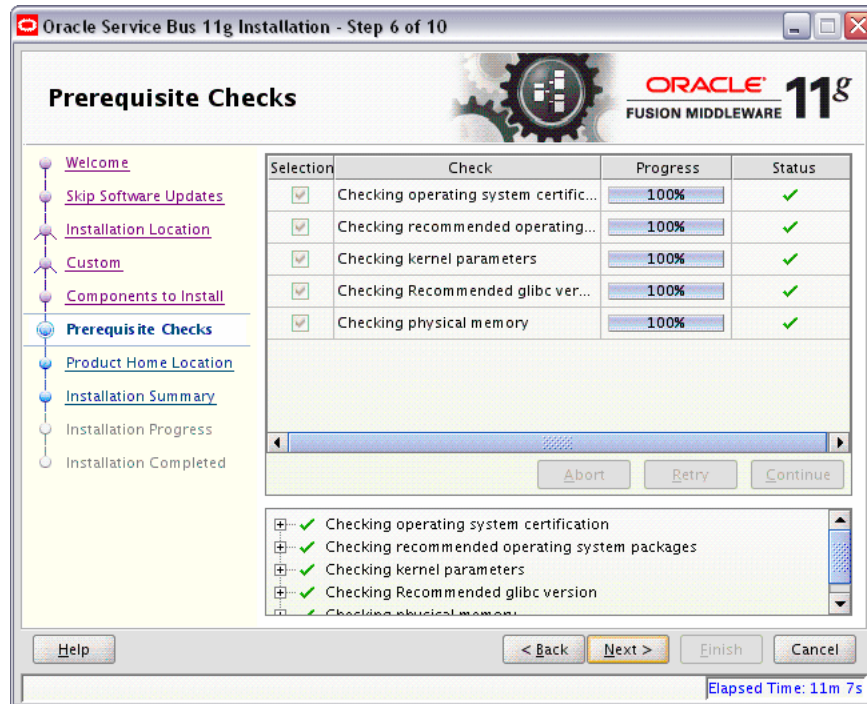 Oracle Service Bus 11g Installation - Step 6 of 10
Prerequisite Checks
ORACLE
FUSION MIDDLEWARE
11g
Welcome
Skip Software Updates
Installation Location
Custom
Components to Install
Prerequisite Checks
Product Home Location
Installation Summary
Installation Progress
Installation Completed
Selection Check Progress Status
Checking operating system certific... 100%
Checking recommended operating... 100%
Checking kernel parameters 100%
Checking Recommended glibc ver... 100%
Checking physical memory 100%
Abort Retry Continue
Checking operating system certification
Checking recommended operating system packages
Checking kernel parameters
Checking Recommended glibc version
Checking physical memory
Help < Back Next > Finish Cancel
Elapsed Time: 11m 7s